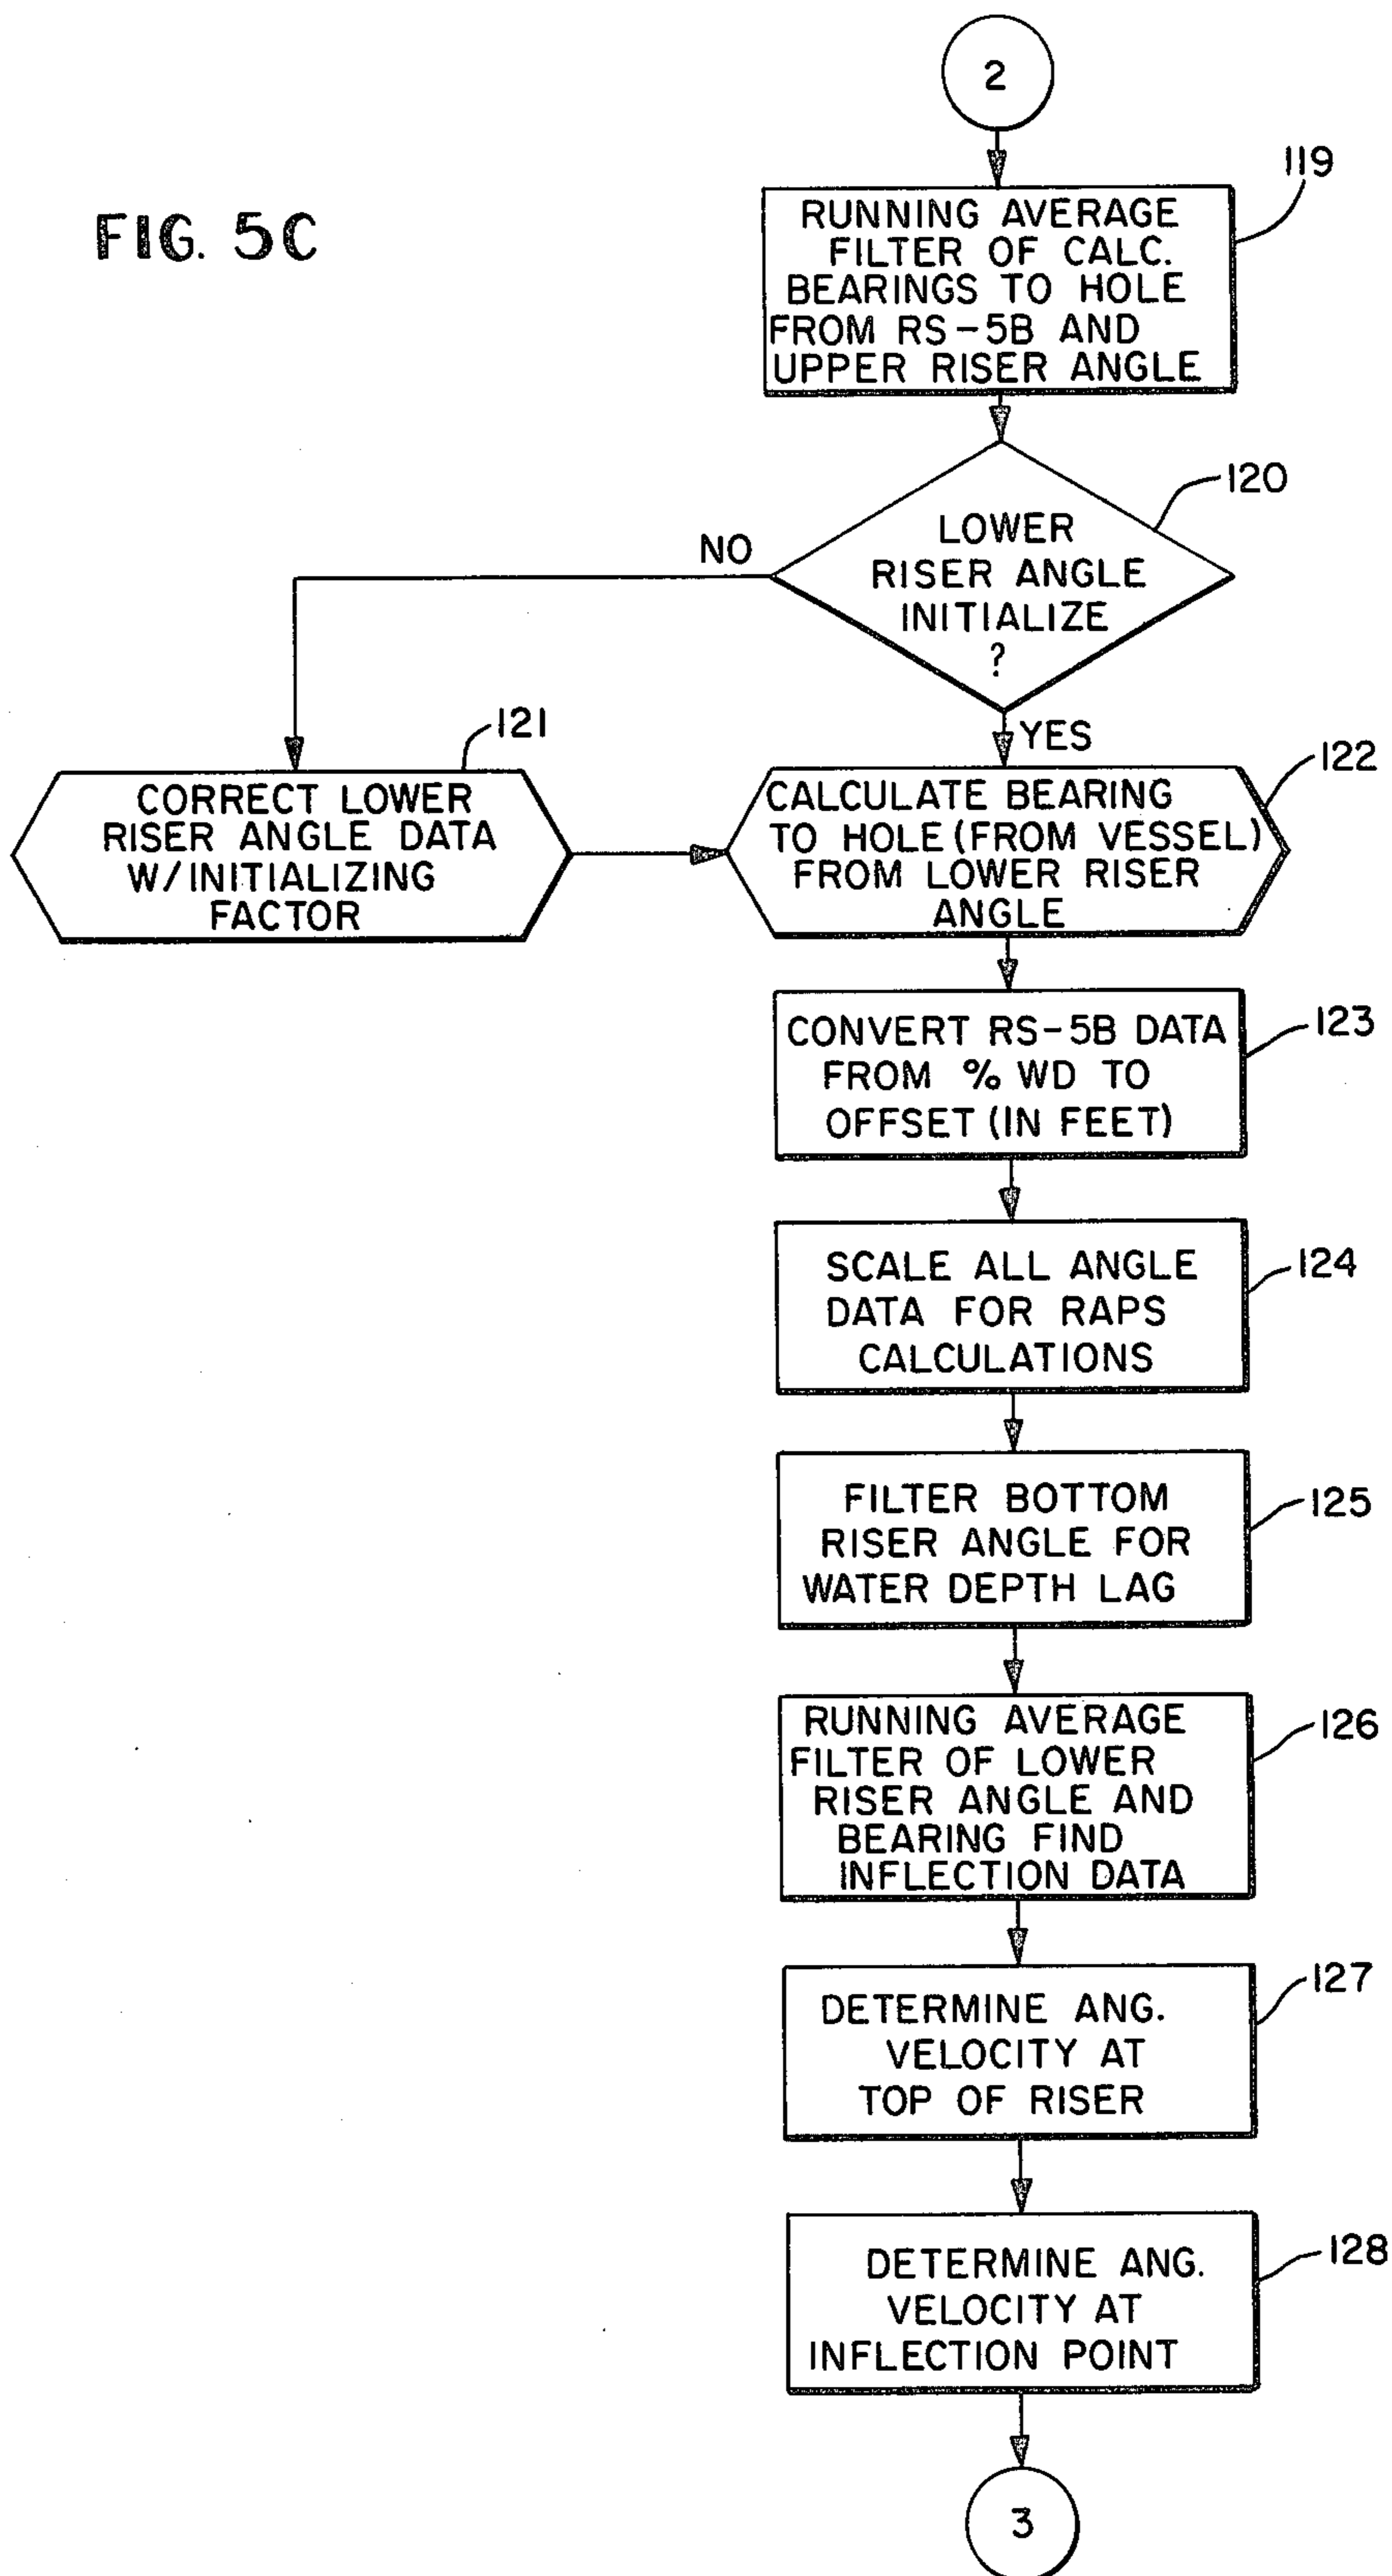 2
FIG. 5C
119
RUNNING AVERAGE
FILTER OF CALC.
BEARINGS TO HOLE
FROM RS-5B AND
UPPER RISER ANGLE
120
LOWER
RISER ANGLE
INITIALIZE
?
NO
YES
121
CORRECT LOWER
RISER ANGLE DATA
W/INITIALIZING
FACTOR
122
CALCULATE BEARING
TO HOLE (FROM VESSEL)
FROM LOWER RISER
ANGLE
123
CONVERT RS-5B DATA
FROM % WD TO
OFFSET (IN FEET)
124
SCALE ALL ANGLE
DATA FOR RAPS
CALCULATIONS
125
FILTER BOTTOM
RISER ANGLE FOR
WATER DEPTH LAG
126
RUNNING AVERAGE
FILTER OF LOWER
RISER ANGLE AND
BEARING FIND
INFLECTION DATA
127
DETERMINE ANG.
VELOCITY AT
TOP OF RISER
128
DETERMINE ANG.
VELOCITY AT
INFLECTION POINT
3